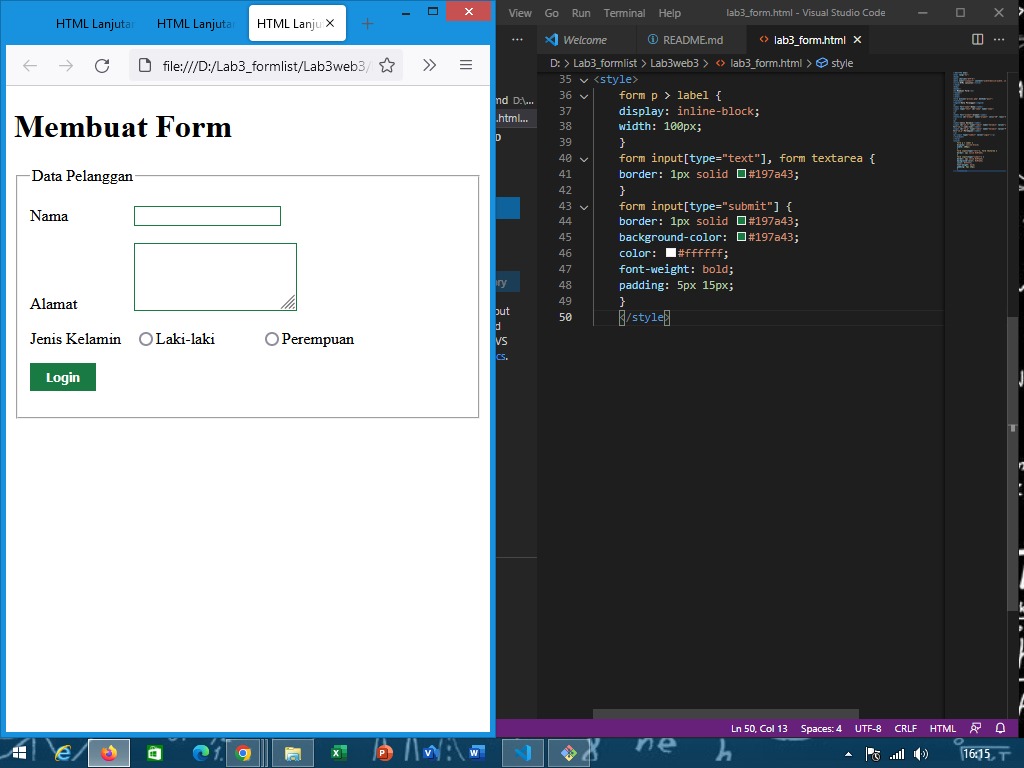 HTML Lanjutan
HTML Lanjutan
HTML Lanju
file:///D:/Lab3_formlist/Lab3web3/
Membuat Form
Data Pelanggan
Nama
Alamat
Jenis Kelamin
Laki-laki
Perempuan
Login
View Go Run Terminal Help
lab3_form.html - Visual Studio Code
Welcome
README.md
lab3_form.html
D: > Lab3_formlist > Lab3web3 > lab3_form.html > style
nd D:\...
.html...
ry
out
d
VS
cs.
35 <style>
36 form p > label {
37 display: inline-block;
38 width: 100px;
39 }
40 form input[type="text"], form textarea {
41 border: 1px solid #197a43;
42 }
43 form input[type="submit"] {
44 border: 1px solid #197a43;
45 background-color: #197a43;
46 color: #ffffff;
47 font-weight: bold;
48 padding: 5px 15px;
49 }
50 </style>
Ln 50, Col 13 Spaces: 4 UTF-8 CRLF HTML
16:15